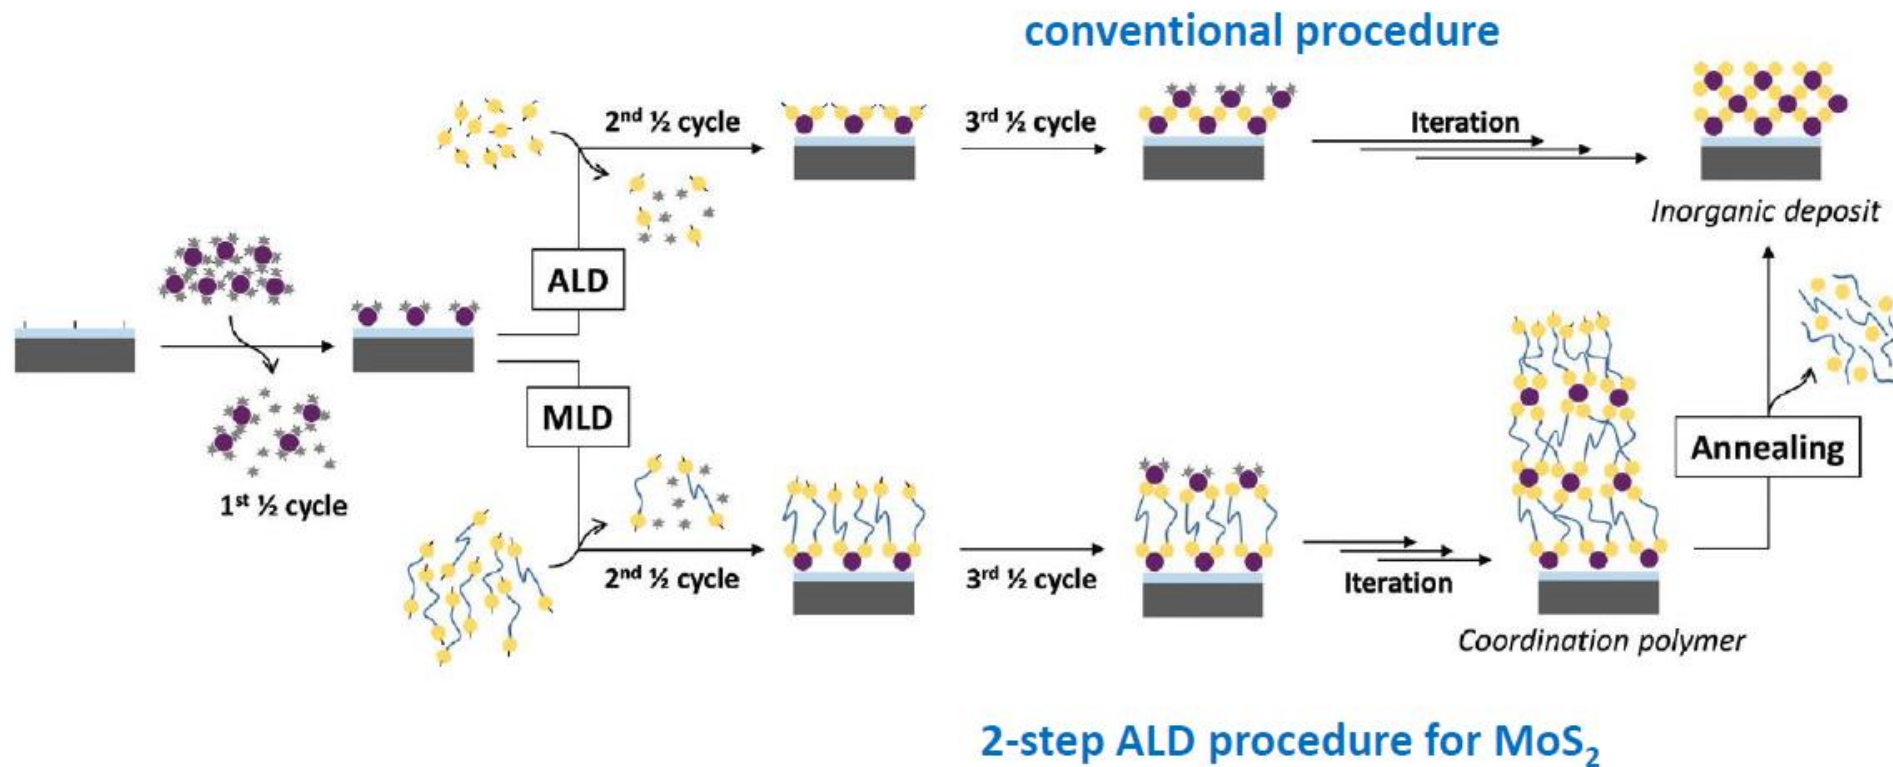 conventional procedure
2nd ½ cycle
3rd ½ cycle
Iteration
Inorganic deposit
ALD
MLD
1st ½ cycle
Annealing
2nd ½ cycle
3rd ½ cycle
Iteration
Coordination polymer
2-step ALD procedure for MoS₂